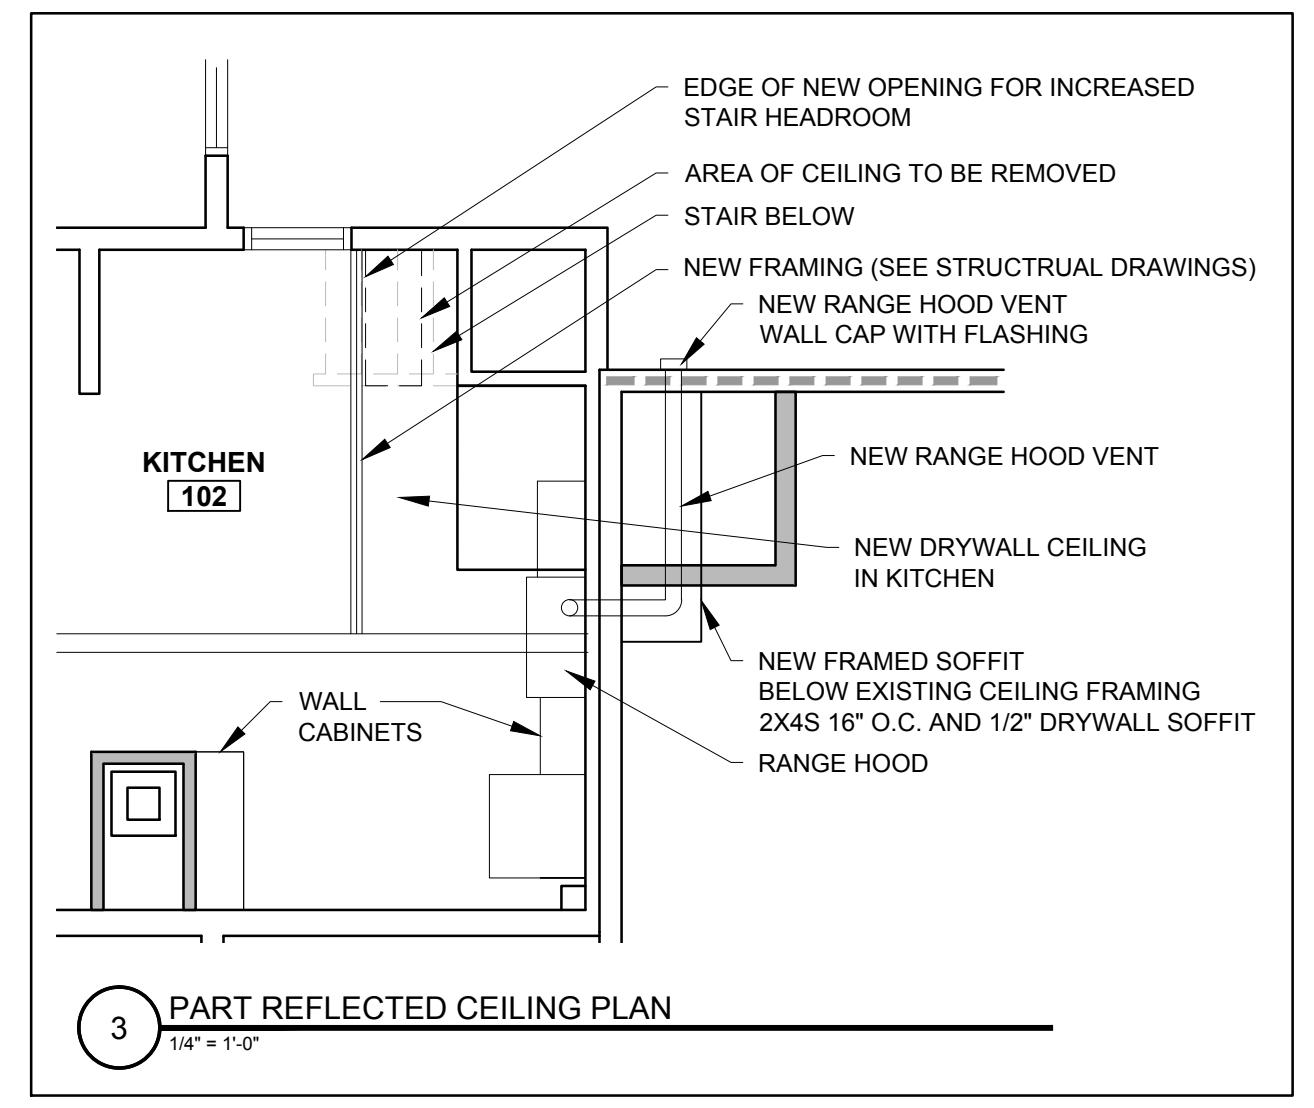 EDGE OF NEW OPENING FOR INCREASED
STAIR HEADROOM
AREA OF CEILING TO BE REMOVED
STAIR BELOW
NEW FRAMING (SEE STRUCTRUAL DRAWINGS)
NEW RANGE HOOD VENT
WALL CAP WITH FLASHING
KITCHEN
102
NEW RANGE HOOD VENT
NEW DRYWALL CEILING
IN KITCHEN
NEW FRAMED SOFFIT
BELOW EXISTING CEILING FRAMING
2X4S 16" O.C. AND 1/2" DRYWALL SOFFIT
RANGE HOOD
WALL
CABINETS
3
PART REFLECTED CEILING PLAN
1/4" = 1'-0"